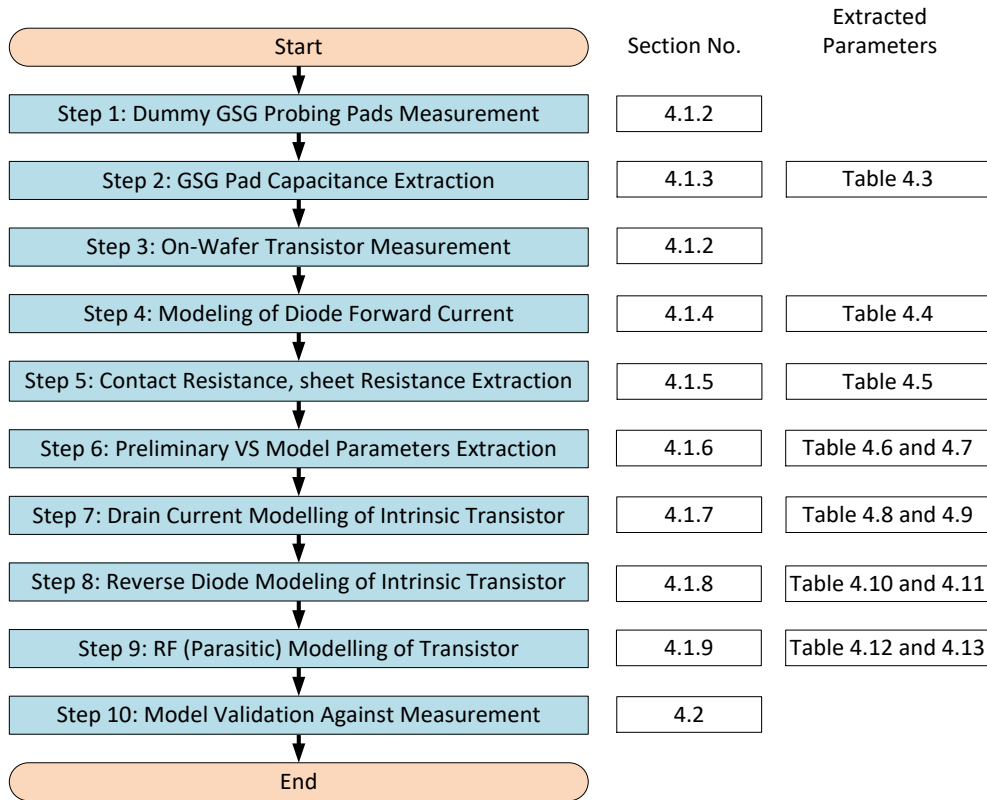 Extracted
Start Section No. Parameters
Step 1: Dummy GSG Probing Pads Measurement 4.1.2
Step 2: GSG Pad Capacitance Extraction 4.1.3 Table 4.3
Step 3: On-Wafer Transistor Measurement 4.1.2
Step 4: Modeling of Diode Forward Current 4.1.4 Table 4.4
Step 5: Contact Resistance, sheet Resistance Extraction 4.1.5 Table 4.5
Step 6: Preliminary VS Model Parameters Extraction 4.1.6 Table 4.6 and 4.7
Step 7: Drain Current Modelling of Intrinsic Transistor 4.1.7 Table 4.8 and 4.9
Step 8: Reverse Diode Modeling of Intrinsic Transistor 4.1.8 Table 4.10 and 4.11
Step 9: RF (Parasitic) Modelling of Transistor 4.1.9 Table 4.12 and 4.13
Step 10: Model Validation Against Measurement 4.2
End